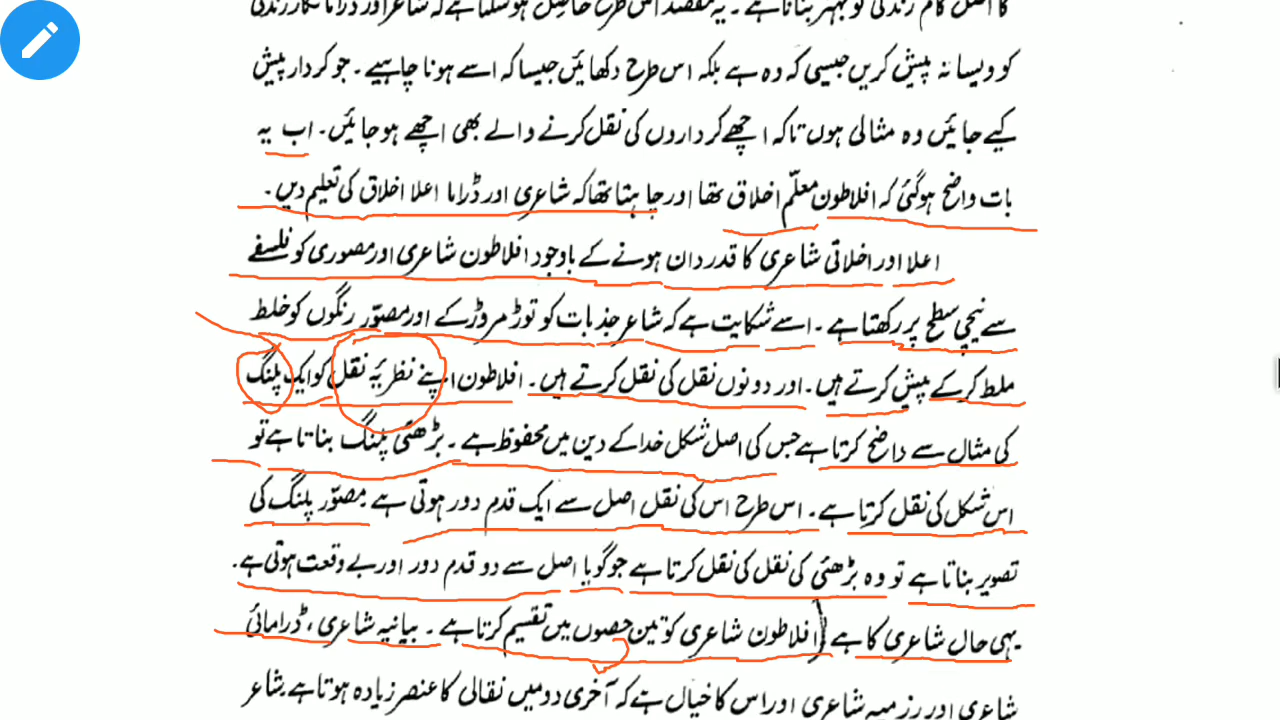 کا اصل کام زندگی کو بہتر بنانا ہے ۔ یہ مقصد اس طرح حاصل ہو سکتا ہے کہ شاعر اور ڈراما نگار زندگی
کو ویسا نہ پیش کریں جیسی کہ وہ ہے بلکہ اس طرح دکھائیں جیسا کہ اسے ہونا چاہیے ۔ جو کردار پیش
کیے جائیں وہ مثالی ہوں تاکہ اچھے کرداروں کی نقل کرنے والے بھی اچھے ہو جائیں ۔ اب یہ
بات واضح ہو گئی کہ افلاطون معلّم اخلاق تھا اور چاہتا تھا کہ شاعری اور ڈراما اعلا اخلاق کی تعلیم دیں ۔
اعلا اور اخلاقی شاعری کا قدردان ہونے کے باوجود افلاطون شاعری اور مصوری کو فلسفے
سے نیچی سطح پر رکھتا ہے ۔ اسے شکایت ہے کہ شاعر جذبات کو توڑ مروڑ کے اور مصوّر رنگوں کو خلط
ملط کر کے پیش کرتے ہیں ۔ اور دونوں نقل کی نقل کرتے ہیں ۔ افلاطون اپنے نظریۂ نقل کو ایک پلنگ
کی مثال سے واضح کرتا ہے جس کی اصل شکل خدا کے دین میں محفوظ ہے ۔ بڑھئی پلنگ بناتا ہے تو
اس شکل کی نقل کرتا ہے ۔ اس طرح اس کی نقل اصل سے ایک قدم دور ہوتی ہے مصوّر پلنگ کی
تصویر بناتا ہے تو وہ بڑھئی کی نقل کی نقل کرتا ہے جو گویا اصل سے دو قدم دور اور بے وقعت ہوتی ہے ۔
یہی حال شاعری کا ہے (افلاطون شاعری کو تین حصوں میں تقسیم کرتا ہے ۔ بیانیہ شاعری ، ڈرامائی
شاعری اور رزمیہ شاعری اور اس کا خیال ہے کہ آخری دو میں نقالی کا عنصر زیادہ ہوتا ہے شاعر